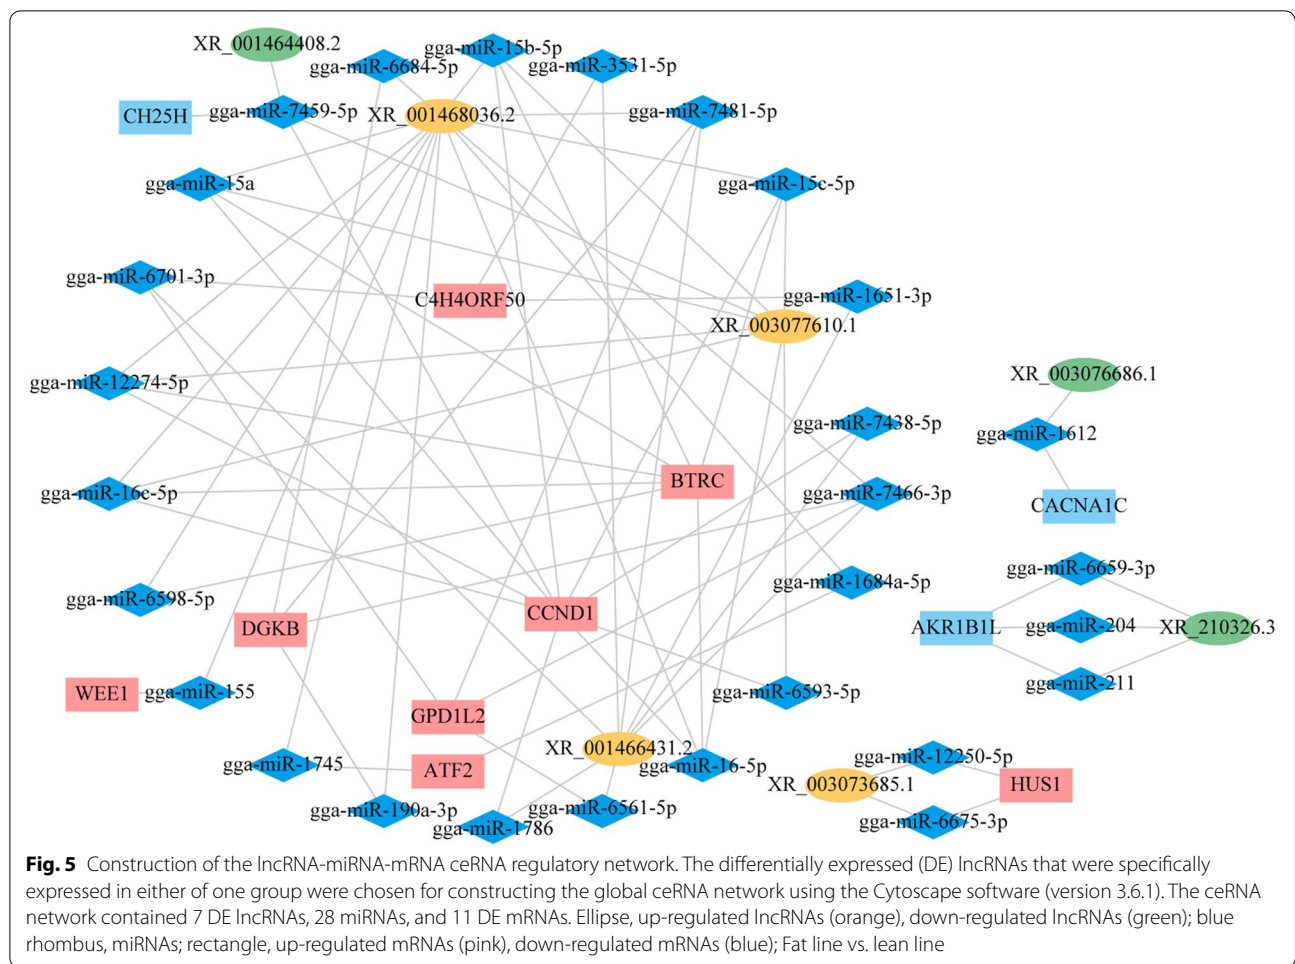 XR_001464408.2
gga-miR-15b-5p
gga-miR-6684-5p
gga-miR-3531-5p
CH25H
gga-miR-7459-5p
XR_001468036.2
gga-miR-7481-5p
gga-miR-15a
gga-miR-15c-5p
gga-miR-6701-3p
C4H4ORF50
gga-miR-1651-3p
XR_003077610.1
gga-miR-12274-5p
XR_003076686.1
gga-miR-7438-5p
gga-miR-1612
BTRC
gga-miR-16c-5p
gga-miR-7466-3p
CACNA1C
gga-miR-6659-3p
gga-miR-1684a-5p
gga-miR-6598-5p
DGKB
CCND1
AKR1B1L
gga-miR-204
XR_210326.3
WEE1
gga-miR-155
gga-miR-6593-5p
gga-miR-211
GPD1L2
XR_001466431.2
gga-miR-1745
ATF2
gga-miR-16-5p
gga-miR-12250-5p
XR_003073685.1
HUS1
gga-miR-190a-3p
gga-miR-1786
gga-miR-6561-5p
gga-miR-6675-3p
Fig. 5 Construction of the lncRNA-miRNA-mRNA ceRNA regulatory network. The differentially expressed (DE) lncRNAs that were specifically
expressed in either of one group were chosen for constructing the global ceRNA network using the Cytoscape software (version 3.6.1). The ceRNA
network contained 7 DE lncRNAs, 28 miRNAs, and 11 DE mRNAs. Ellipse, up-regulated lncRNAs (orange), down-regulated lncRNAs (green); blue
rhombus, miRNAs; rectangle, up-regulated mRNAs (pink), down-regulated mRNAs (blue); Fat line vs. lean line